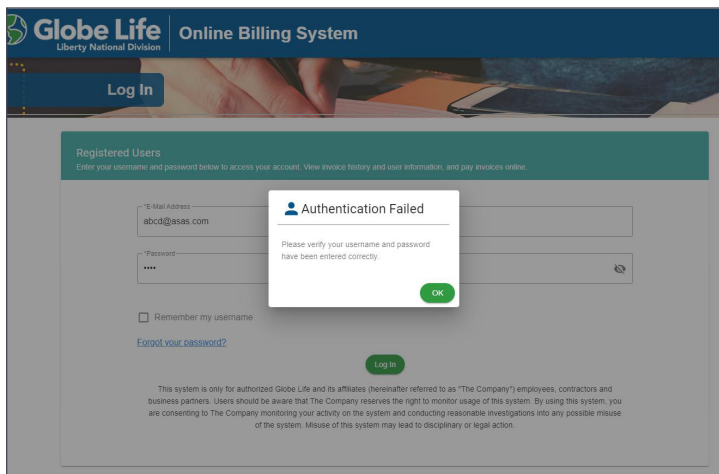 Globe Life
Liberty National Division
Online Billing System
Log In
Registered Users
Enter your username and password below to access your account. View invoice history and user information, and pay invoices online.
*E-Mail Address
abcd@asas.com
Authentication Failed
Please verify your username and password
have been entered correctly.
OK
*Password
••••
Remember my username
Forgot your password?
Log In
This system is only for authorized Globe Life and its affiliates (hereinafter referred to as "The Company") employees, contractors and
business partners. Users should be aware that The Company reserves the right to monitor usage of this system. By using this system, you
are consenting to The Company monitoring your activity on the system and conducting reasonable investigations into any possible misuse
of the system. Misuse of this system may lead to disciplinary or legal action.